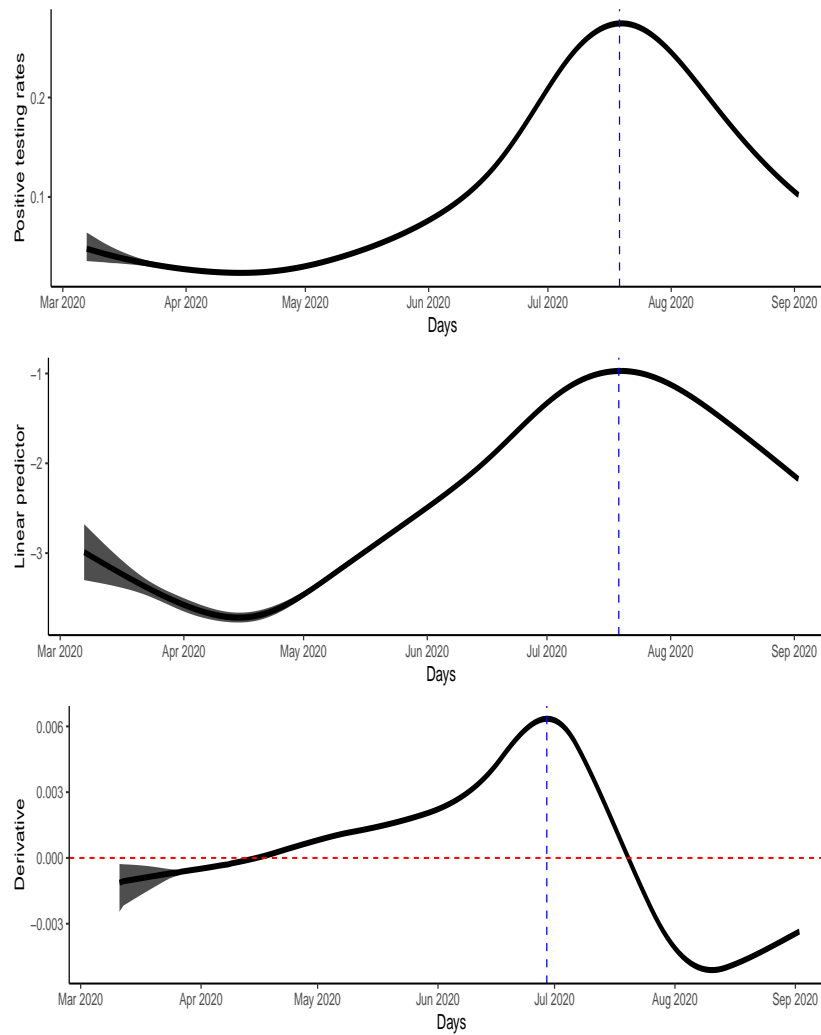 Positive testing rates
0.2
0.1
Mar 2020 Apr 2020 May 2020 Jun 2020 Jul 2020 Aug 2020 Sep 2020
Days
Linear predictor
−1
−2
−3
Mar 2020 Apr 2020 May 2020 Jun 2020 Jul 2020 Aug 2020 Sep 2020
Days
Derivative
0.006
0.003
0.000
−0.003
Mar 2020 Apr 2020 May 2020 Jun 2020 Jul 2020 Aug 2020 Sep 2020
Days